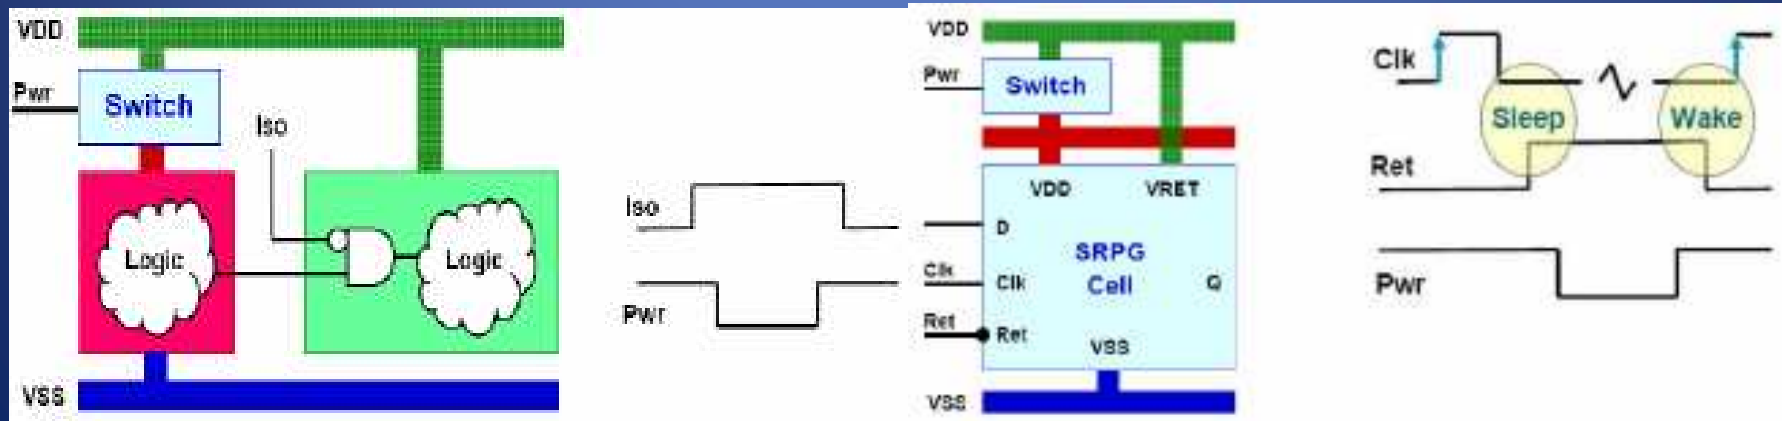 VDD
Pwr
Switch
Iso
Logic
Logic
VSS
Iso
Pwr
VDD
Pwr
Switch
VDD VRET
D
SRPG
Cell
Clk
Clk
Q
Ret
Ret
VSS
VSS
Clk
Sleep
Wake
Ret
Pwr